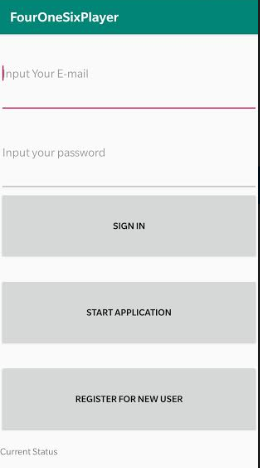 FourOneSixPlayer
Input Your E-mail
Input your password
SIGN IN
START APPLICATION
REGISTER FOR NEW USER
Current Status